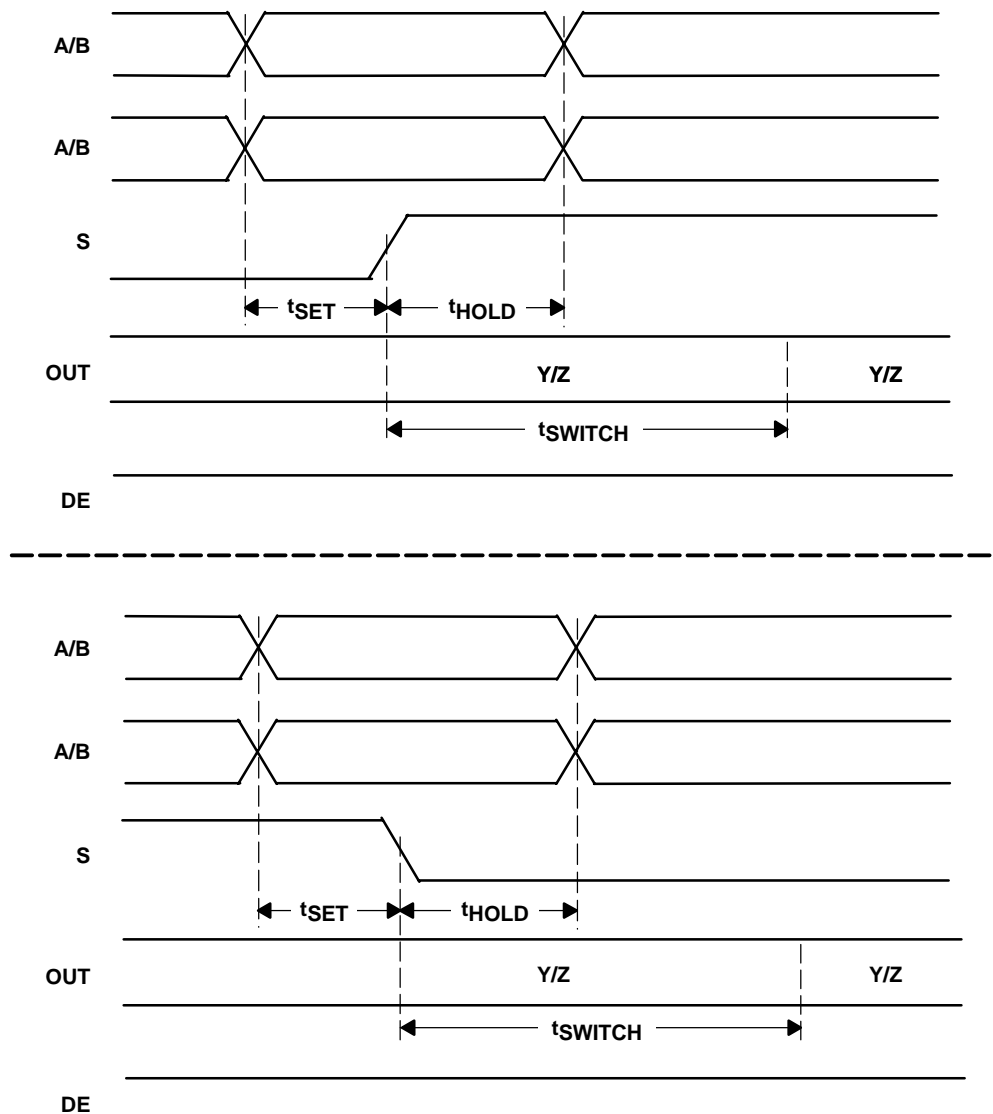 A/B
A/B
S
tSET tHOLD
OUT Y/Z Y/Z
tSWITCH
DE
A/B
A/B
S
tSET tHOLD
OUT Y/Z Y/Z
tSWITCH
DE